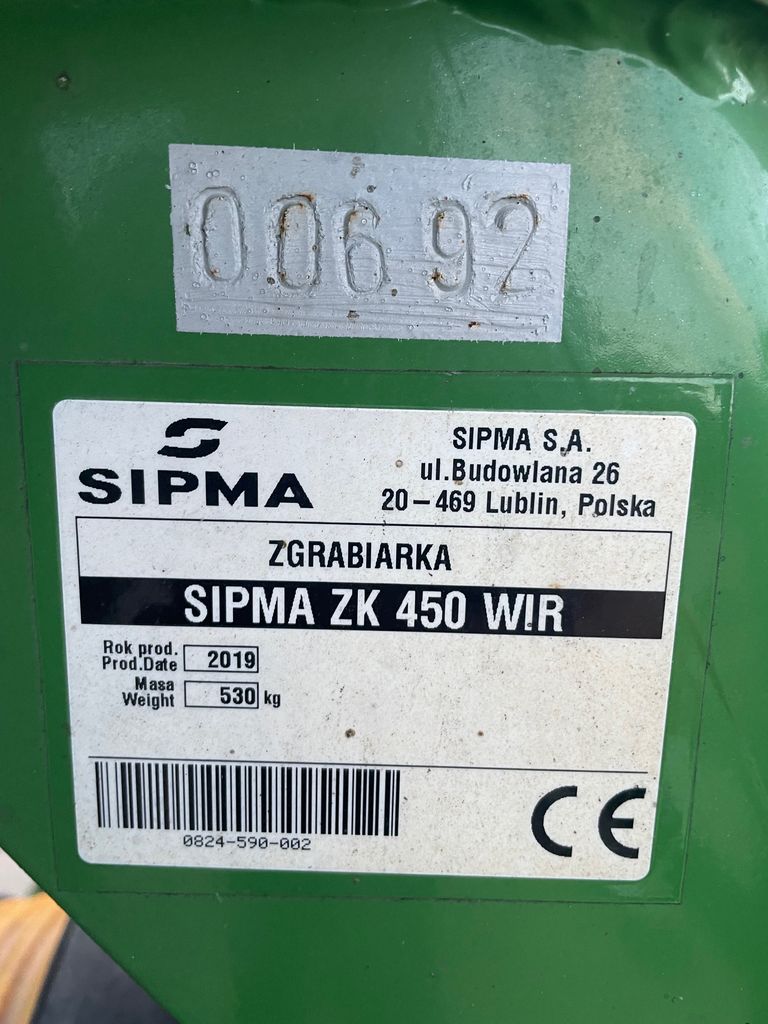 00692
SIPMA
SIPMA S.A.
ul.Budowlana 26
20-469 Lublin, Polska
ZGRABIARKA
SIPMA ZK 450 WIR
Rok prod.
Prod.Date 2019
Masa
Weight 530 kg
0824-590-002
CE